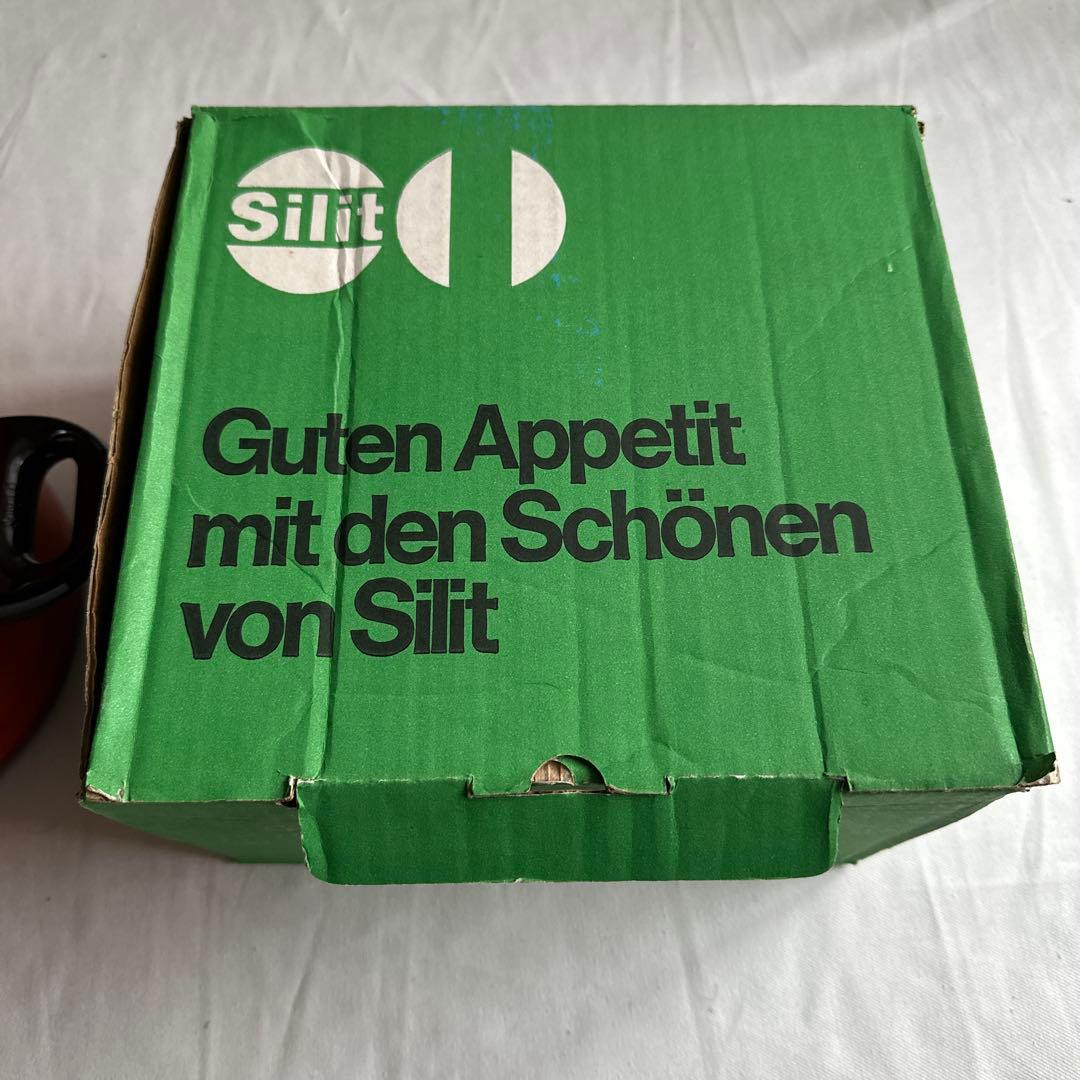 Silit
Guten Appetit
mit den Schönen
von Silit